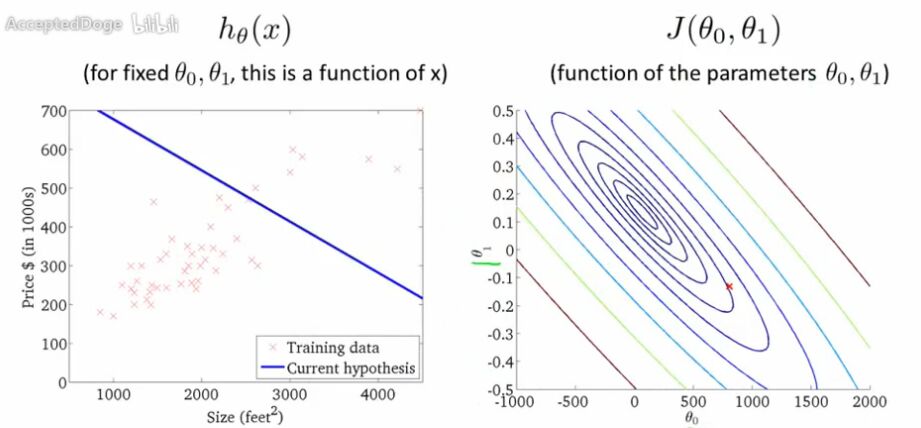 AcceptedDoge bilibili
hθ(x)
(for fixed θ0, θ1, this is a function of x)
700
600
500
400
300
200
100
0
Price $ (in 1000s)
1000 2000 3000 4000
Size (feet²)
Training data
Current hypothesis
J(θ0, θ1)
(function of the parameters θ0, θ1)
0.5
0.4
0.3
0.2
0.1
0
-0.1
-0.2
-0.3
-0.4
-0.5
θ1
-1000 -500 0 500 1000 1500 2000
θ0